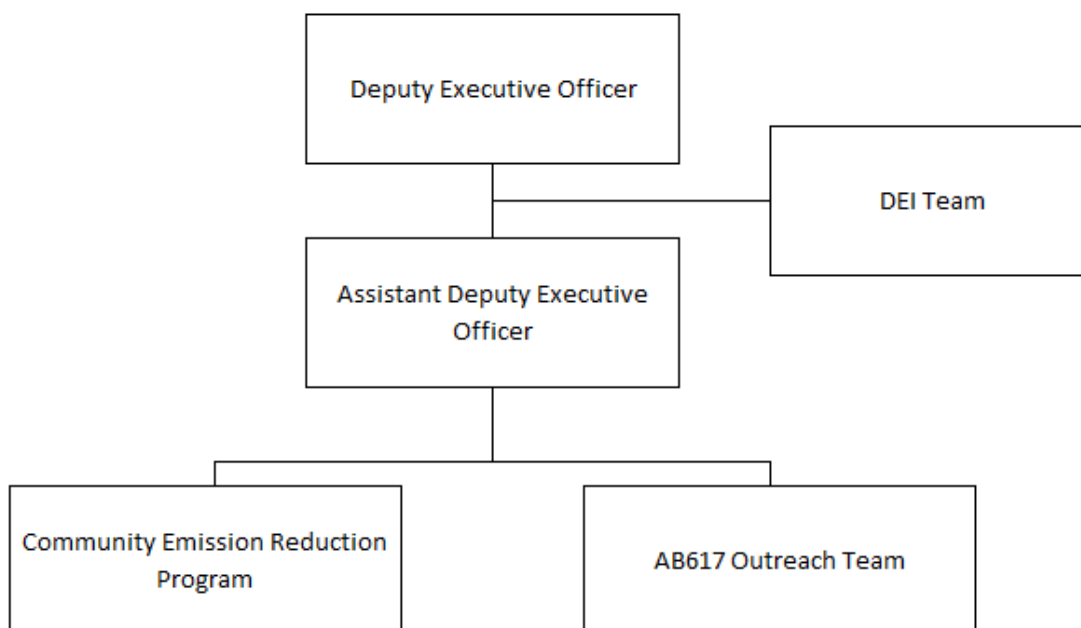 Deputy Executive Officer
DEI Team
Assistant Deputy Executive
Officer
Community Emission Reduction
Program
AB617 Outreach Team